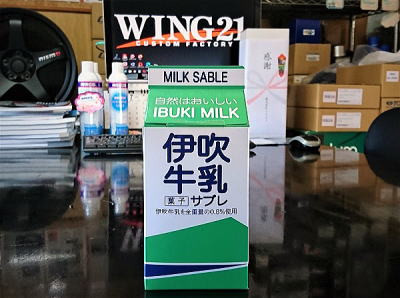 WING21
CUSTOM FACTORY
nismo
感謝
MILK SABLE
自然はおいしい
IBUKI MILK
伊吹
牛乳
菓子 サブレ
伊吹牛乳を全重量の0.8%使用